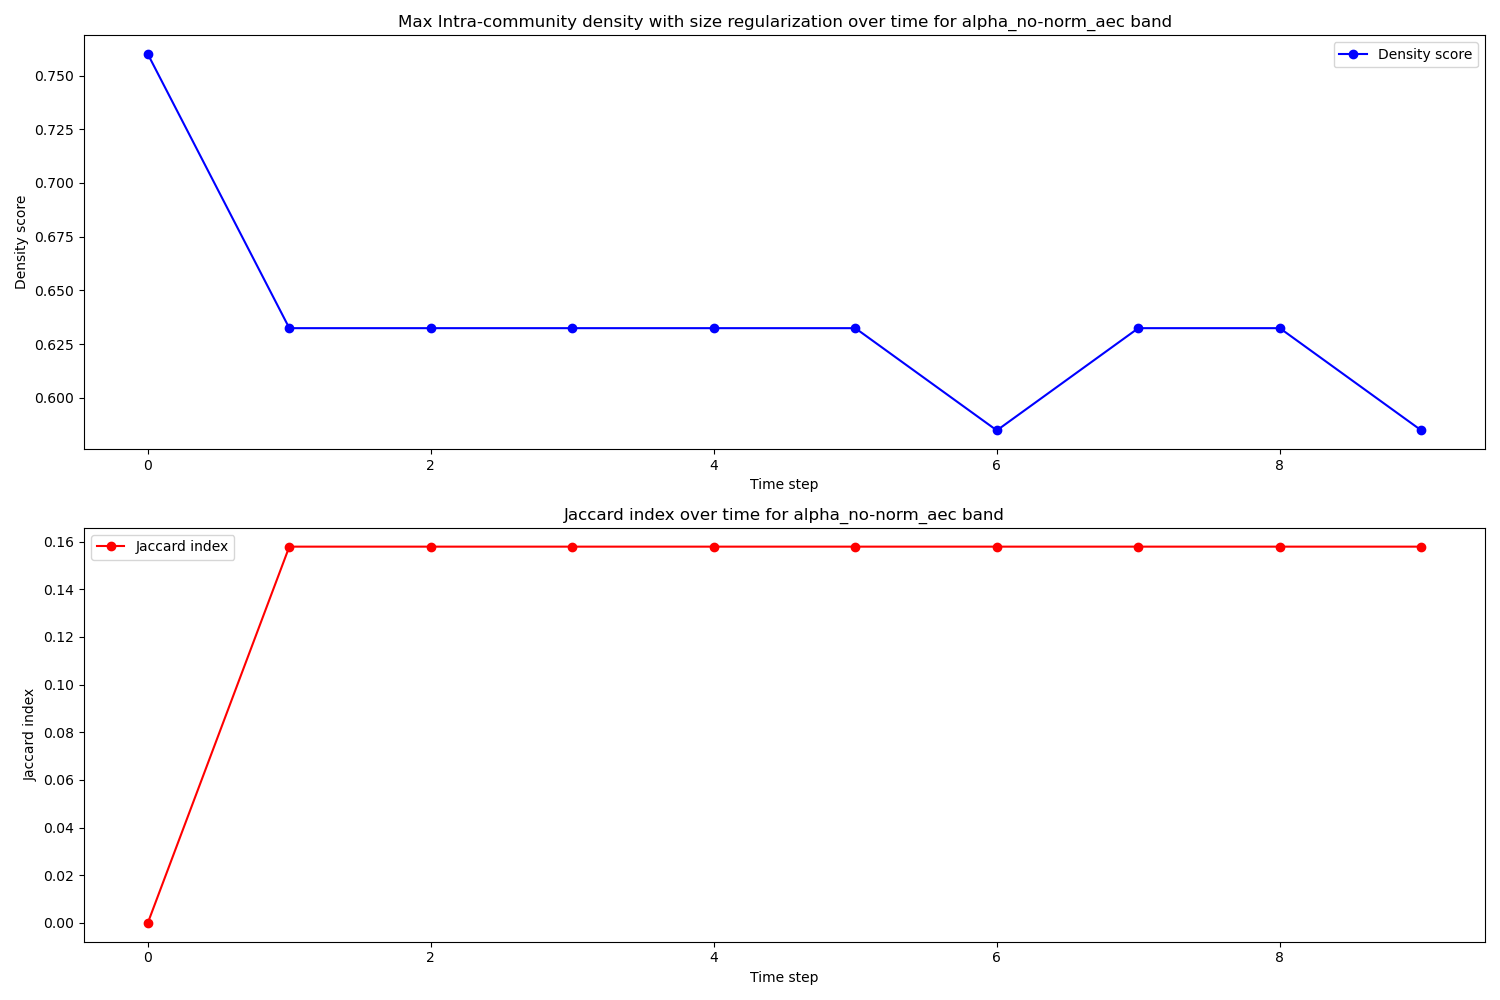 Max Intra-community density with size regularization over time for alpha_no-norm_aec band
Density score
0.750
0.725
0.700
0.675
0.650
0.625
0.600
Density score
0 2 4 6 8
Time step
Jaccard index over time for alpha_no-norm_aec band
Jaccard index
0.16
0.14
0.12
0.10
0.08
0.06
0.04
0.02
0.00
Jaccard index
0 2 4 6 8
Time step